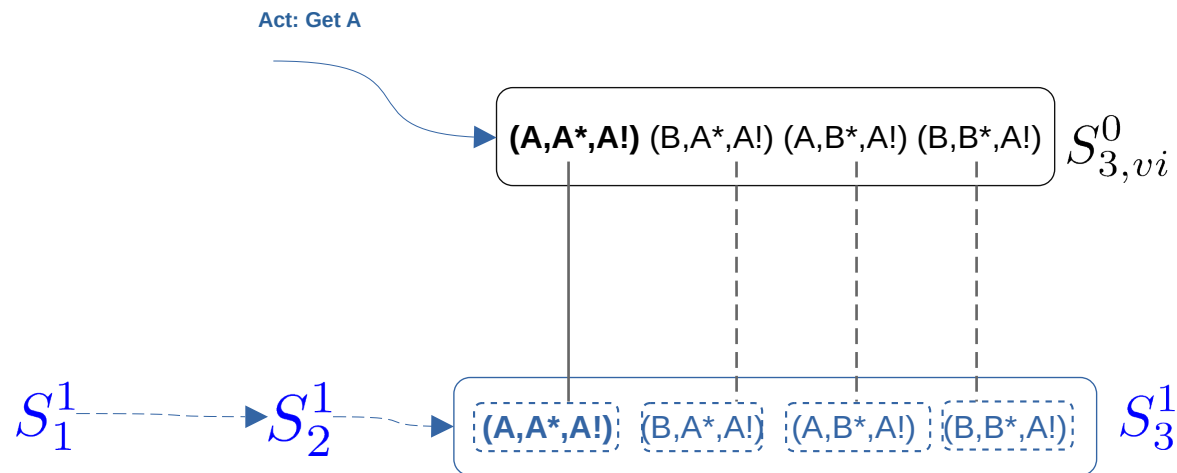 Act: Get A
(A,A*,A!) (B,A*,A!) (A,B*,A!) (B,B*,A!)
S^0_{3,vi}
S^1_1
S^1_2
(A,A*,A!) (B,A*,A!) (A,B*,A!) (B,B*,A!)
S^1_3